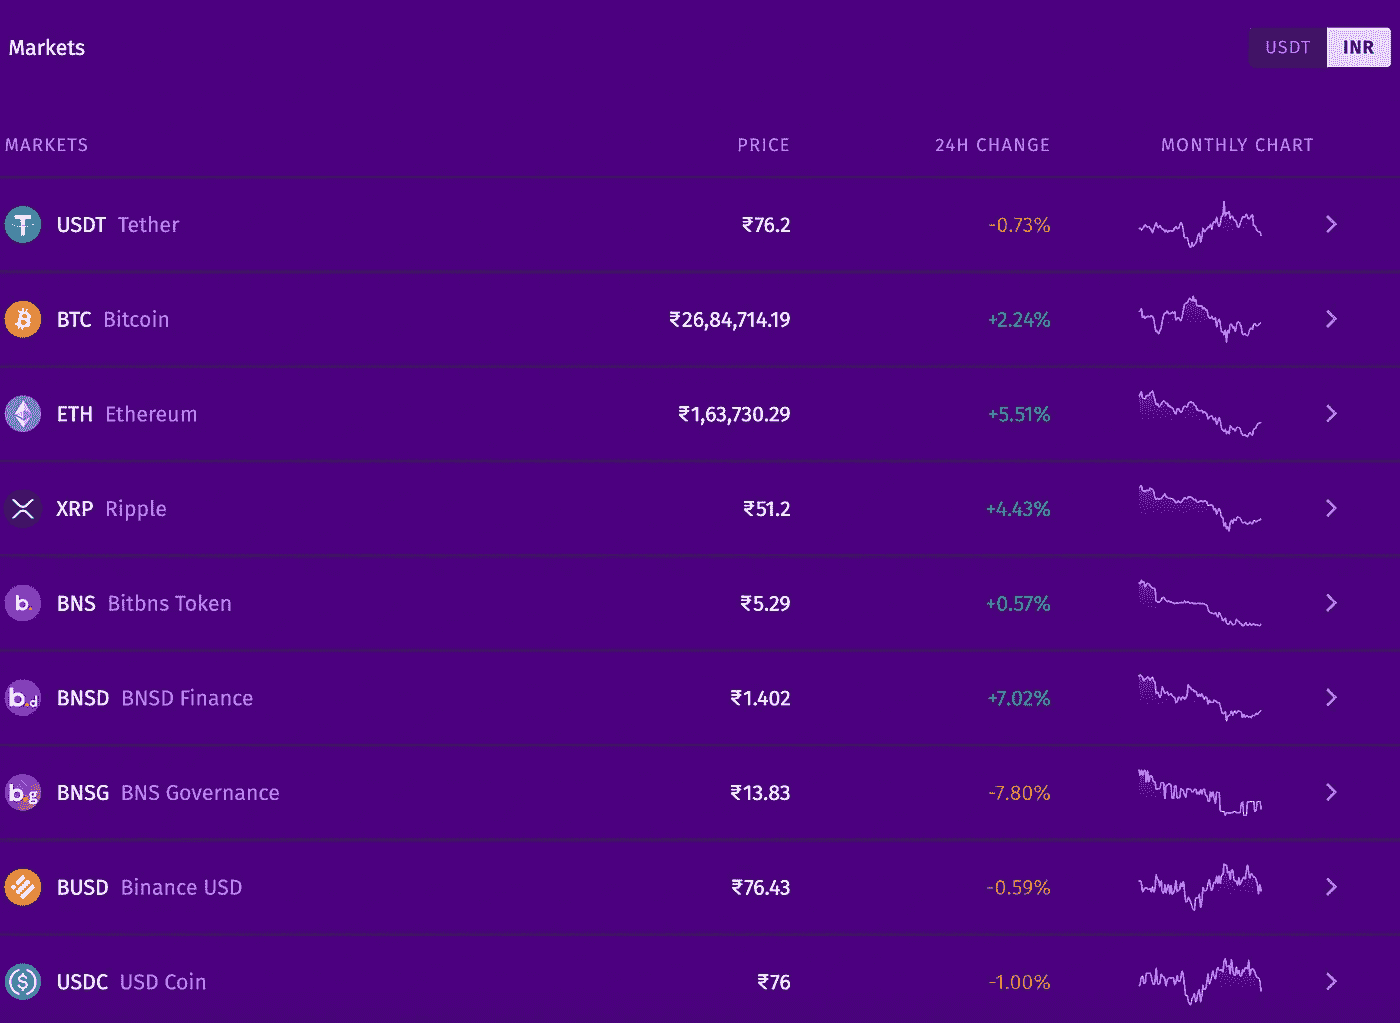 Markets
USDT INR
MARKETS PRICE 24H CHANGE MONTHLY CHART
USDT Tether ₹76.2 -0.73%
BTC Bitcoin ₹26,84,714.19 +2.24%
ETH Ethereum ₹1,63,730.29 +5.51%
XRP Ripple ₹51.2 +4.43%
b. BNS Bitbns Token ₹5.29 +0.57%
b.d BNSD BNSD Finance ₹1.402 +7.02%
b.g BNSG BNS Governance ₹13.83 -7.80%
BUSD Binance USD ₹76.43 -0.59%
USDC USD Coin ₹76 -1.00%